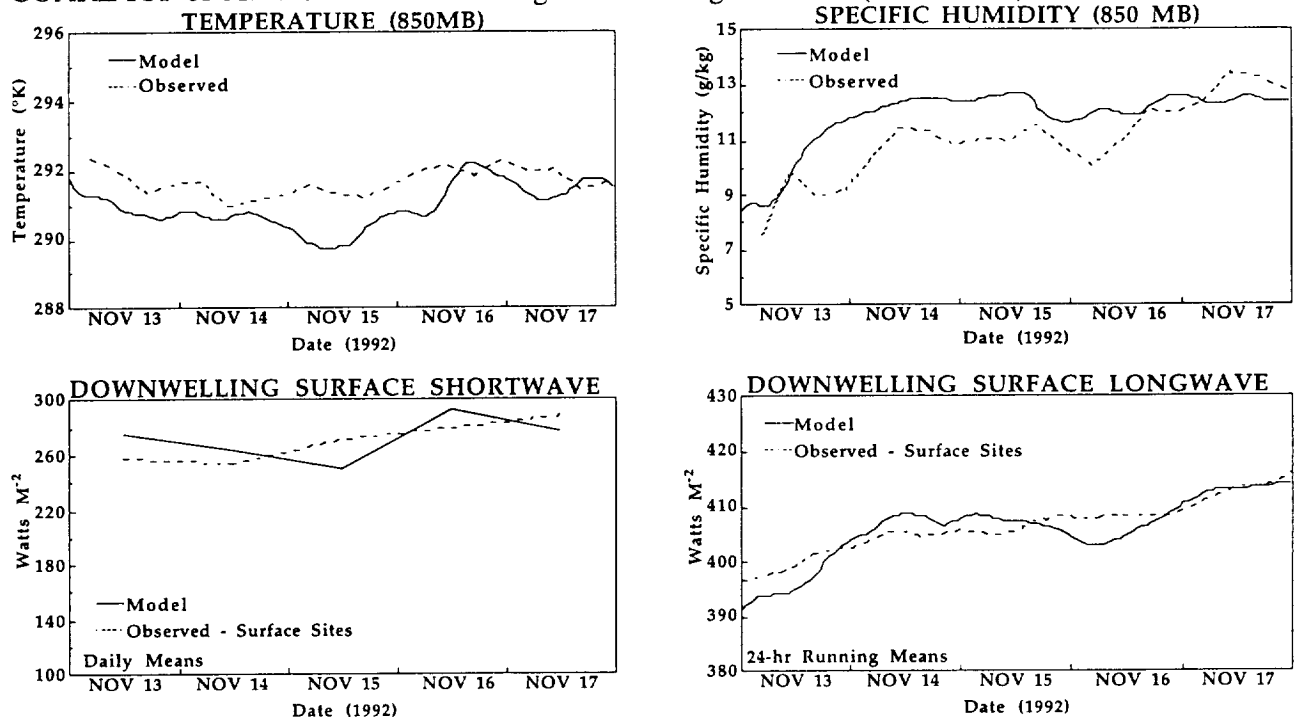 TEMPERATURE (850MB)
296
294
292
290
288
Temperature (°K)
Model
Observed
NOV 13 NOV 14 NOV 15 NOV 16 NOV 17
Date (1992)
SPECIFIC HUMIDITY (850 MB)
15
13
11
9
7
5
Specific Humidity (g/kg)
Model
Observed
NOV 13 NOV 14 NOV 15 NOV 16 NOV 17
Date (1992)
DOWNWELLING SURFACE SHORTWAVE
300
260
220
180
140
100
Watts M-2
Model
Observed - Surface Sites
Daily Means
NOV 13 NOV 14 NOV 15 NOV 16 NOV 17
Date (1992)
DOWNWELLING SURFACE LONGWAVE
430
420
410
400
390
380
Watts M-2
Model
Observed - Surface Sites
24-hr Running Means
NOV 13 NOV 14 NOV 15 NOV 16 NOV 17
Date (1992)